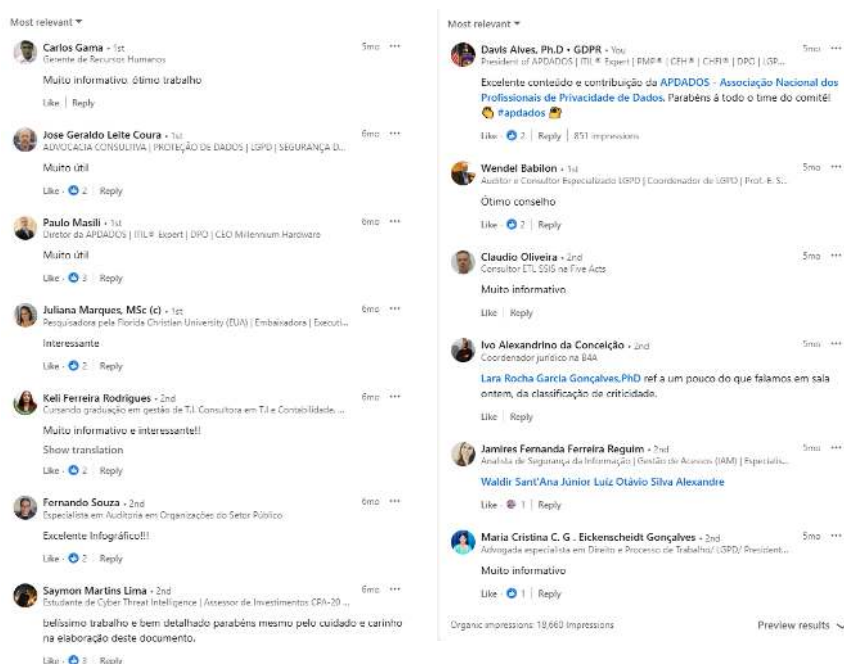 Most relevant
Carlos Gama • 1st
5mo
Gerente de Recursos Humanos
Muito informativo, ótimo trabalho
Like | Reply
Jose Geraldo Leite Coura • 1st
6mo
ADVOCACIA CONSULTIVA | PROTEÇÃO DE DADOS | LGPD | SEGURANÇA D...
Muito útil
Like · 2 | Reply
Paulo Masili • 1st
6mo
Diretor da APDADOS | ITIL® Expert | DPO | CEO Millennium Hardware
Muito útil
Like · 3 | Reply
Juliana Marques, MSc (c) • 1st
6mo
Pesquisadora pela Florida Christian University (EUA) | Embaixadora | Executi...
Interessante
Like · 2 | Reply
Keli Ferreira Rodrigues • 2nd
6mo
Cursando graduação em gestão de T.I. Consultora em T.I e Contabilidade. ...
Muito informativo e interessante!!
Show translation
Like · 2 | Reply
Fernando Souza • 2nd
6mo
Especialista em Auditoria em Organizações do Setor Público
Excelente Infográfico!!!
Like · 2 | Reply
Saymon Martins Lima • 2nd
6mo
Estudante de Cyber Threat Intelligence | Assessor de Investimentos CPA-20 ...
belíssimo trabalho e bem detalhado parabéns mesmo pelo cuidado e carinho
na elaboração deste documento.
Like · 3 | Reply
Most relevant
Davis Alves, Ph.D • GDPR • You
5mo
President of APDADOS | ITIL® Expert | PMP® | CEH® | CHFI® | DPO | LGP...
Excelente conteúdo e contribuição da APDADOS - Associação Nacional dos
Profissionais de Privacidade de Dados. Parabéns á todo o time do comitê!
#apdados
Like · 2 | Reply | 851 impressions
Wendel Babilon • 1st
5mo
Auditor e Consultor Especializado LGPD | Coordenador de LGPD | Prof. E. S...
Ótimo conselho
Like · 2 | Reply
Claudio Oliveira • 2nd
5mo
Consultor ETL SSIS na Five Acts
Muito informativo
Like | Reply
Ivo Alexandrino da Conceição • 2nd
5mo
Coordenador jurídico na B4A
Lara Rocha Garcia Gonçalves,PhD ref a um pouco do que falamos em sala
ontem, da classificação de criticidade.
Like | Reply
Jamires Fernanda Ferreira Reguim • 2nd
5mo
Analista de Segurança da Informação | Gestão de Acessos (IAM) | Especialis...
Waldir Sant'Ana Júnior Luíz Otávio Silva Alexandre
Like · 1 | Reply
Maria Cristina C. G . Eickenscheidt Gonçalves • 2nd
5mo
Advogada especialista em Direito e Processo de Trabalho/ LGPD/ President...
Muito informativo
Like · 1 | Reply
Organic impressions: 18,660 Impressions
Preview results